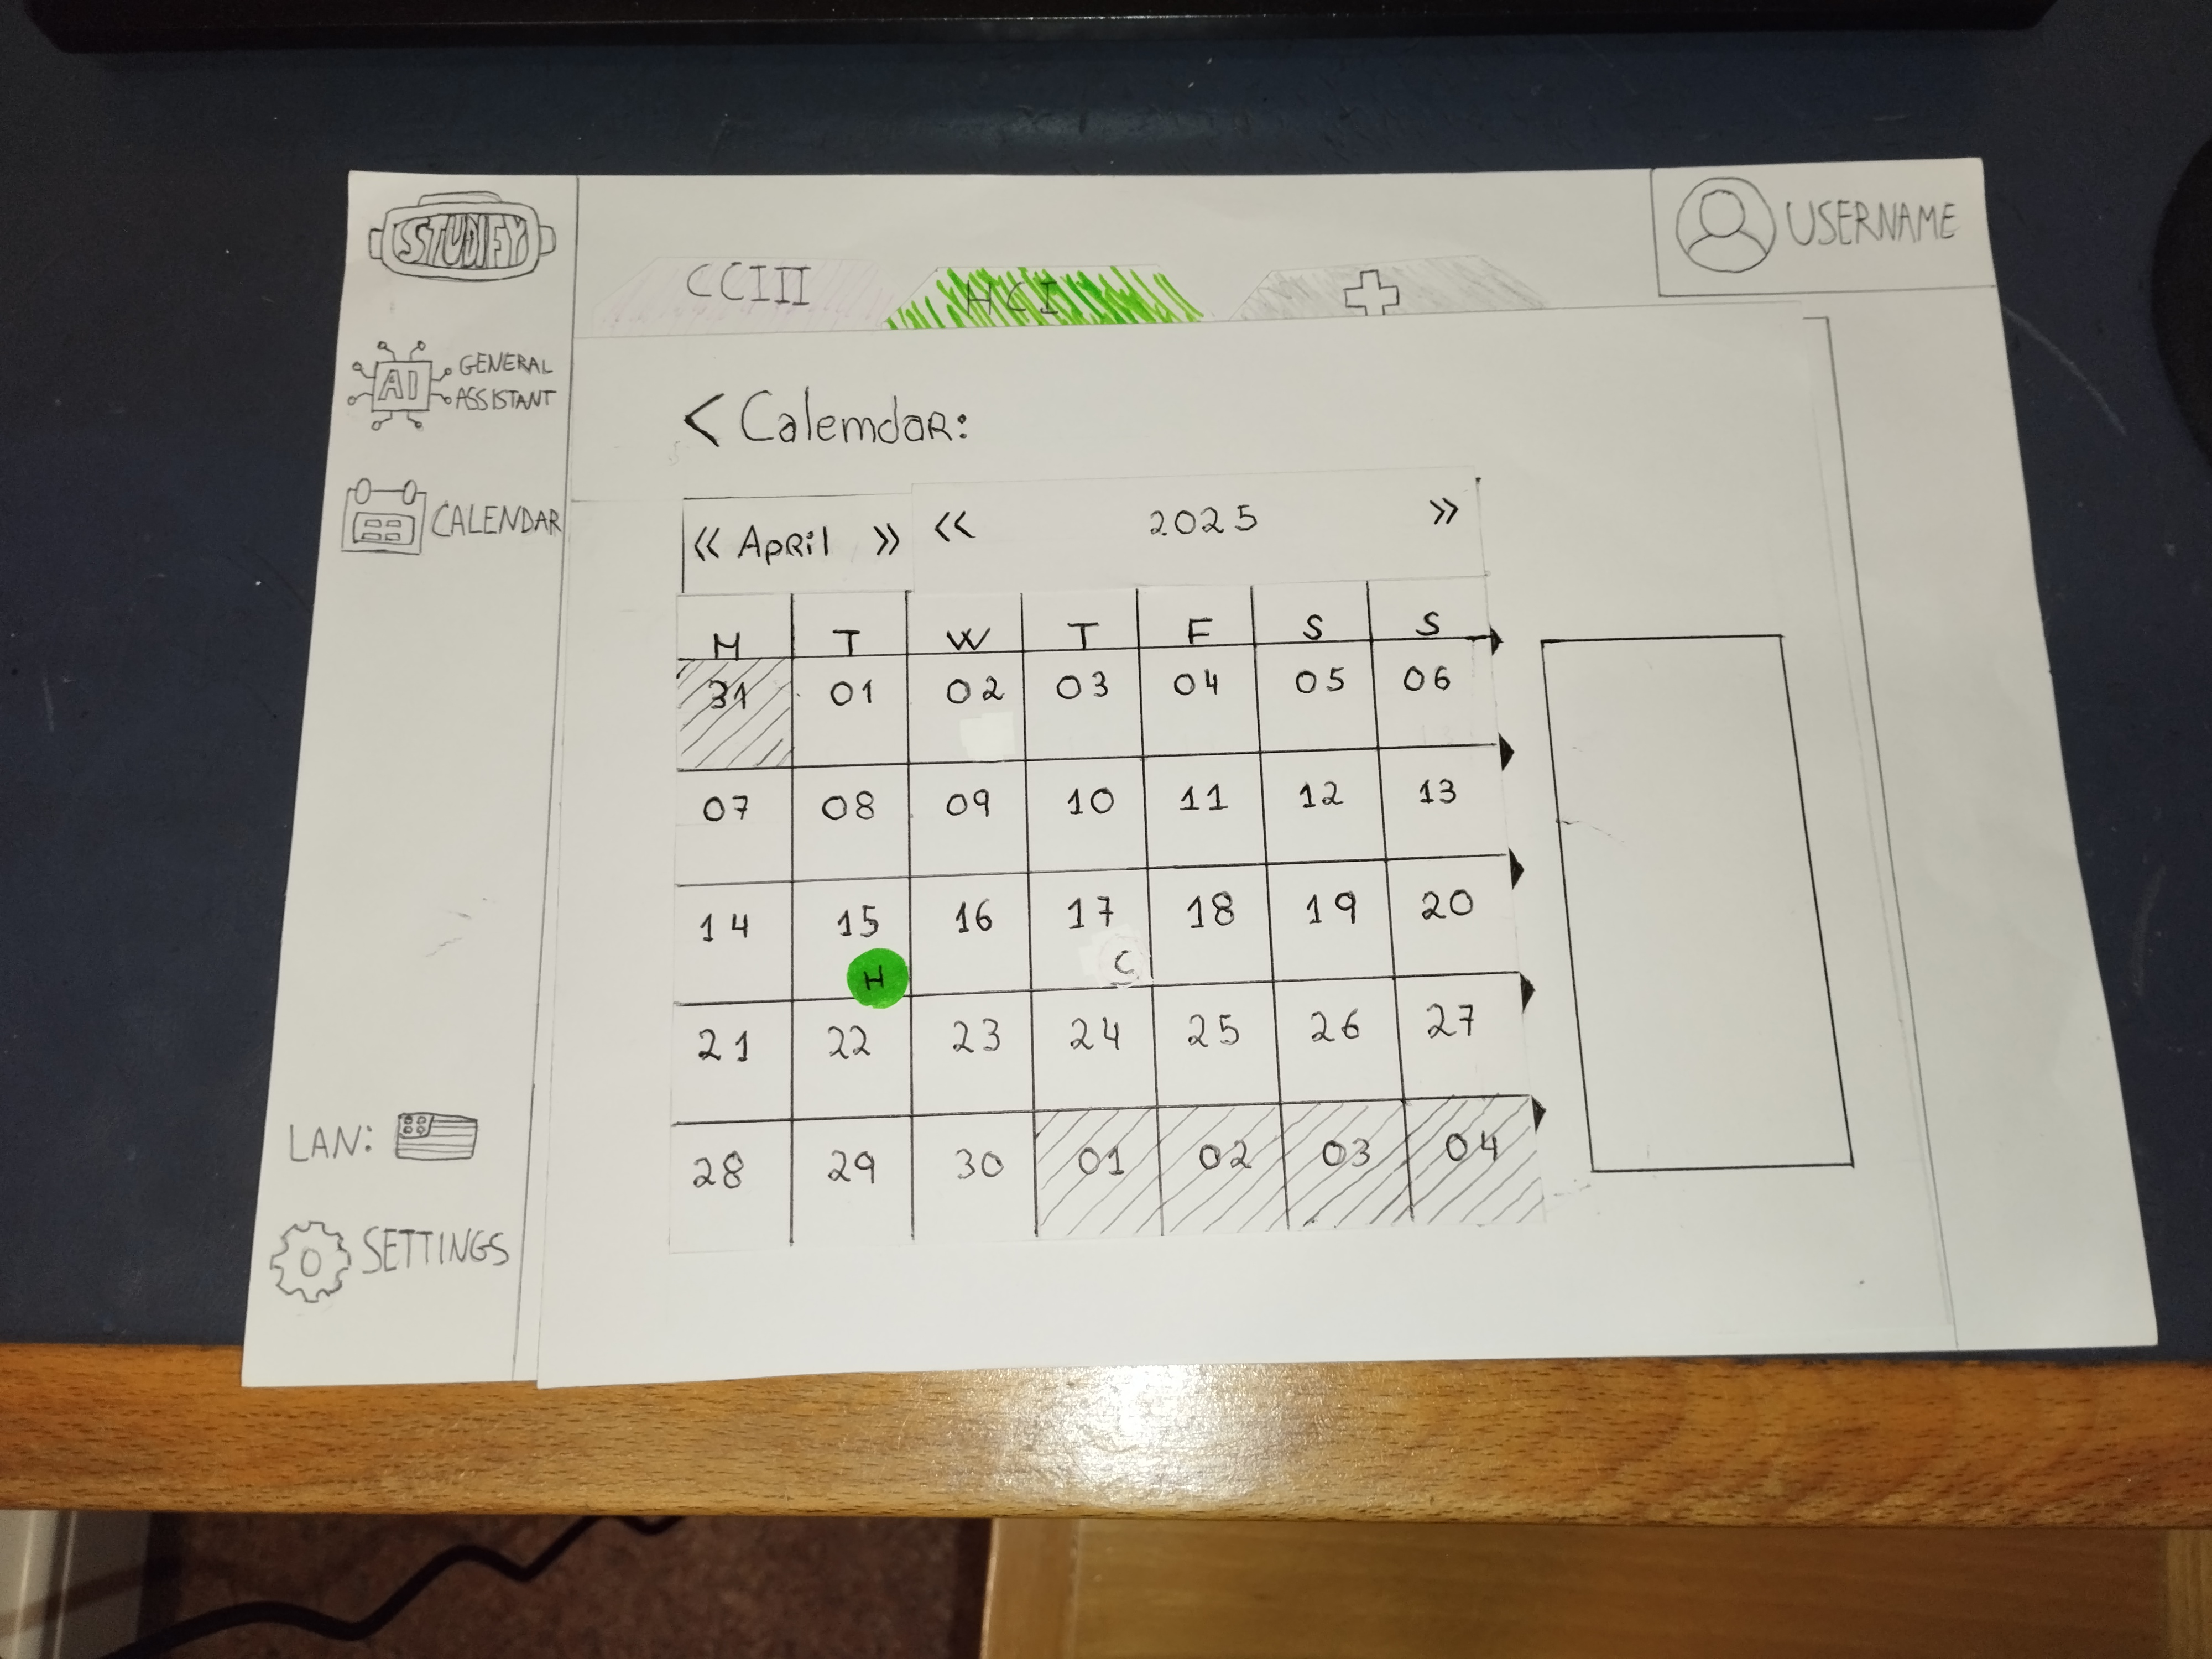 STUDIFY
USERNAME
CCIII
HCI
AI GENERAL
ASSISTANT
CALENDAR
< Calemdar:
<< April >> << 2025 >>
M T W T F S S
31 01 02 03 04 05 06
07 08 09 10 11 12 13
14 15 16 17 18 19 20
H C
21 22 23 24 25 26 27
28 29 30 01 02 03 04
LAN:
SETTINGS